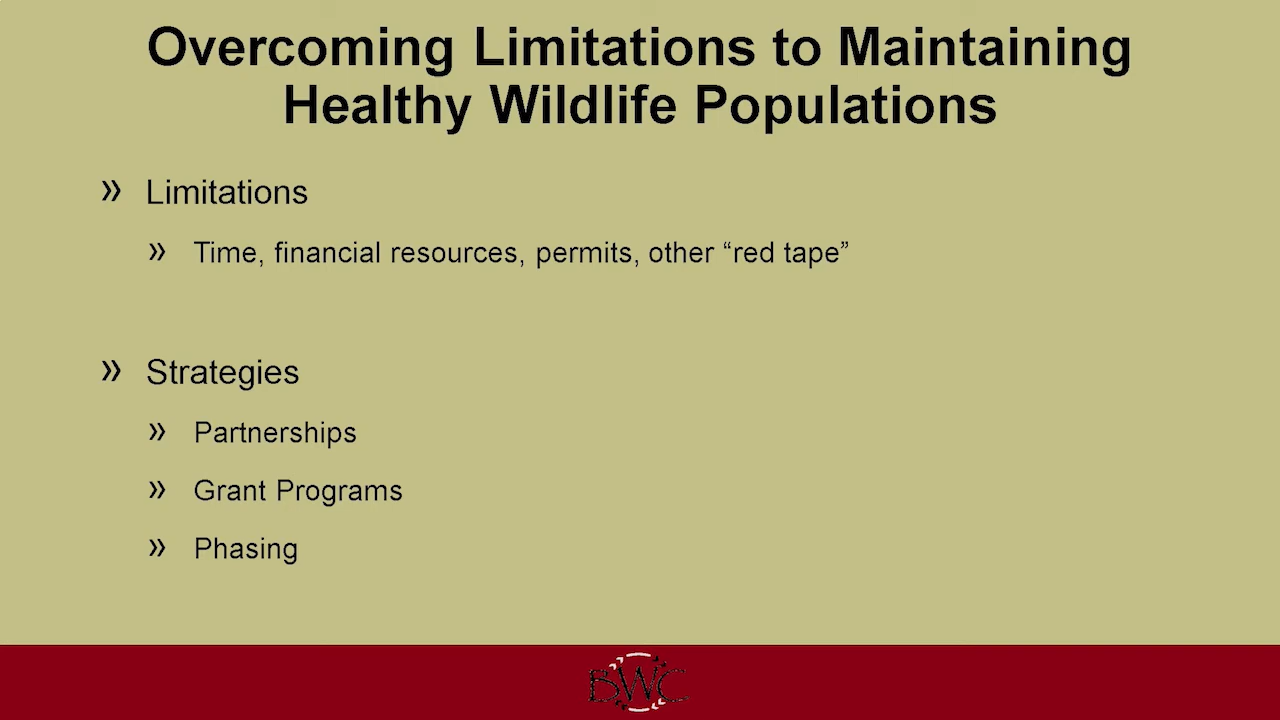 Overcoming Limitations to Maintaining
Healthy Wildlife Populations
» Limitations
» Time, financial resources, permits, other “red tape”
» Strategies
» Partnerships
» Grant Programs
» Phasing
BWC